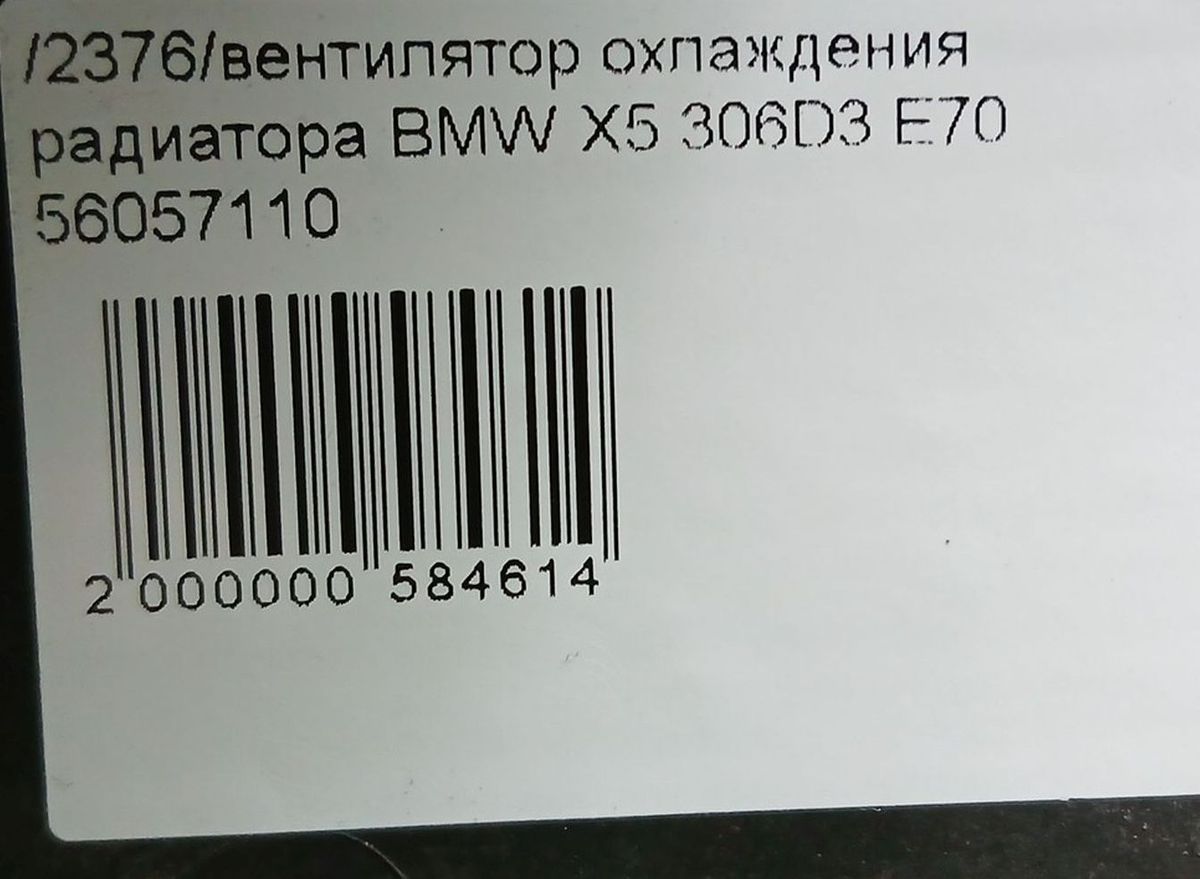 /2376/вентилятор охлаждения
радиатора BMW X5 306D3 E70
56057110
2 000000 584614